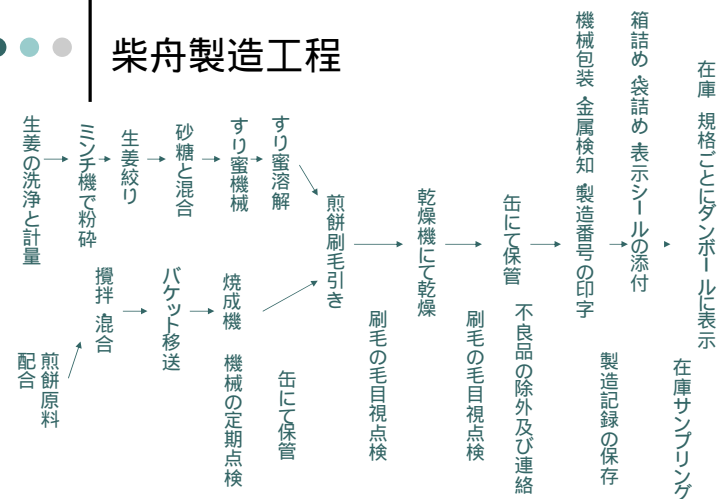 柴舟製造工程
生姜の洗浄と計量
ミンチ機で粉砕
生姜絞り
砂糖と混合
すり蜜機械
すり蜜溶解
煎餅原料
配合
攪拌・混合
バケット移送
焼成機
機械の定期点検
缶にて保管
煎餅刷毛引き
刷毛の毛目視点検
乾燥機にて乾燥
刷毛の毛目視点検
缶にて保管
不良品の除外及び連絡
機械包装・金属検知・製造番号の印字
製造記録の保存
箱詰め・袋詰め・表示シールの添付
在庫サンプリング
在庫 規格ごとにダンボールに表示